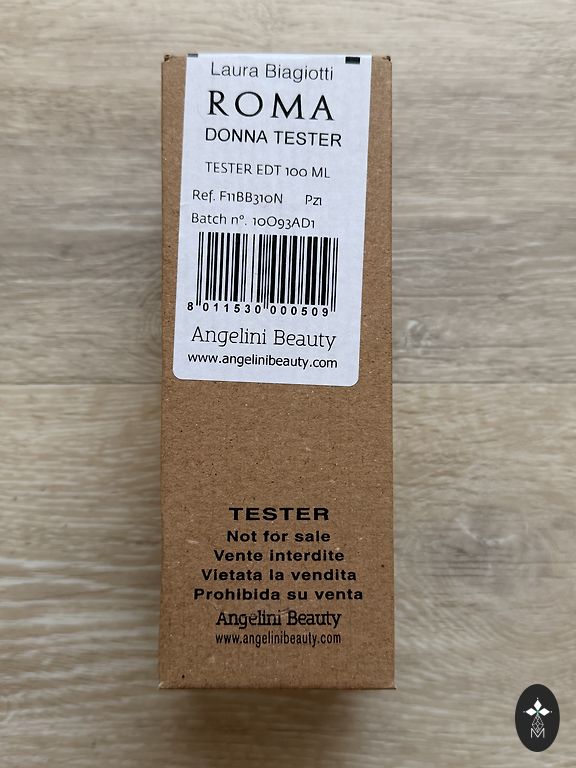 Laura Biagiotti
ROMA
DONNA TESTER
TESTER EDT 100 ML
Ref. F11BB310N Pz1
Batch n°. 10O93AD1
8 011530 000509
Angelini Beauty
www.angelinibeauty.com
TESTER
Not for sale
Vente interdite
Vietata la vendita
Prohibida su venta
Angelini Beauty
www.angelinibeauty.com
M